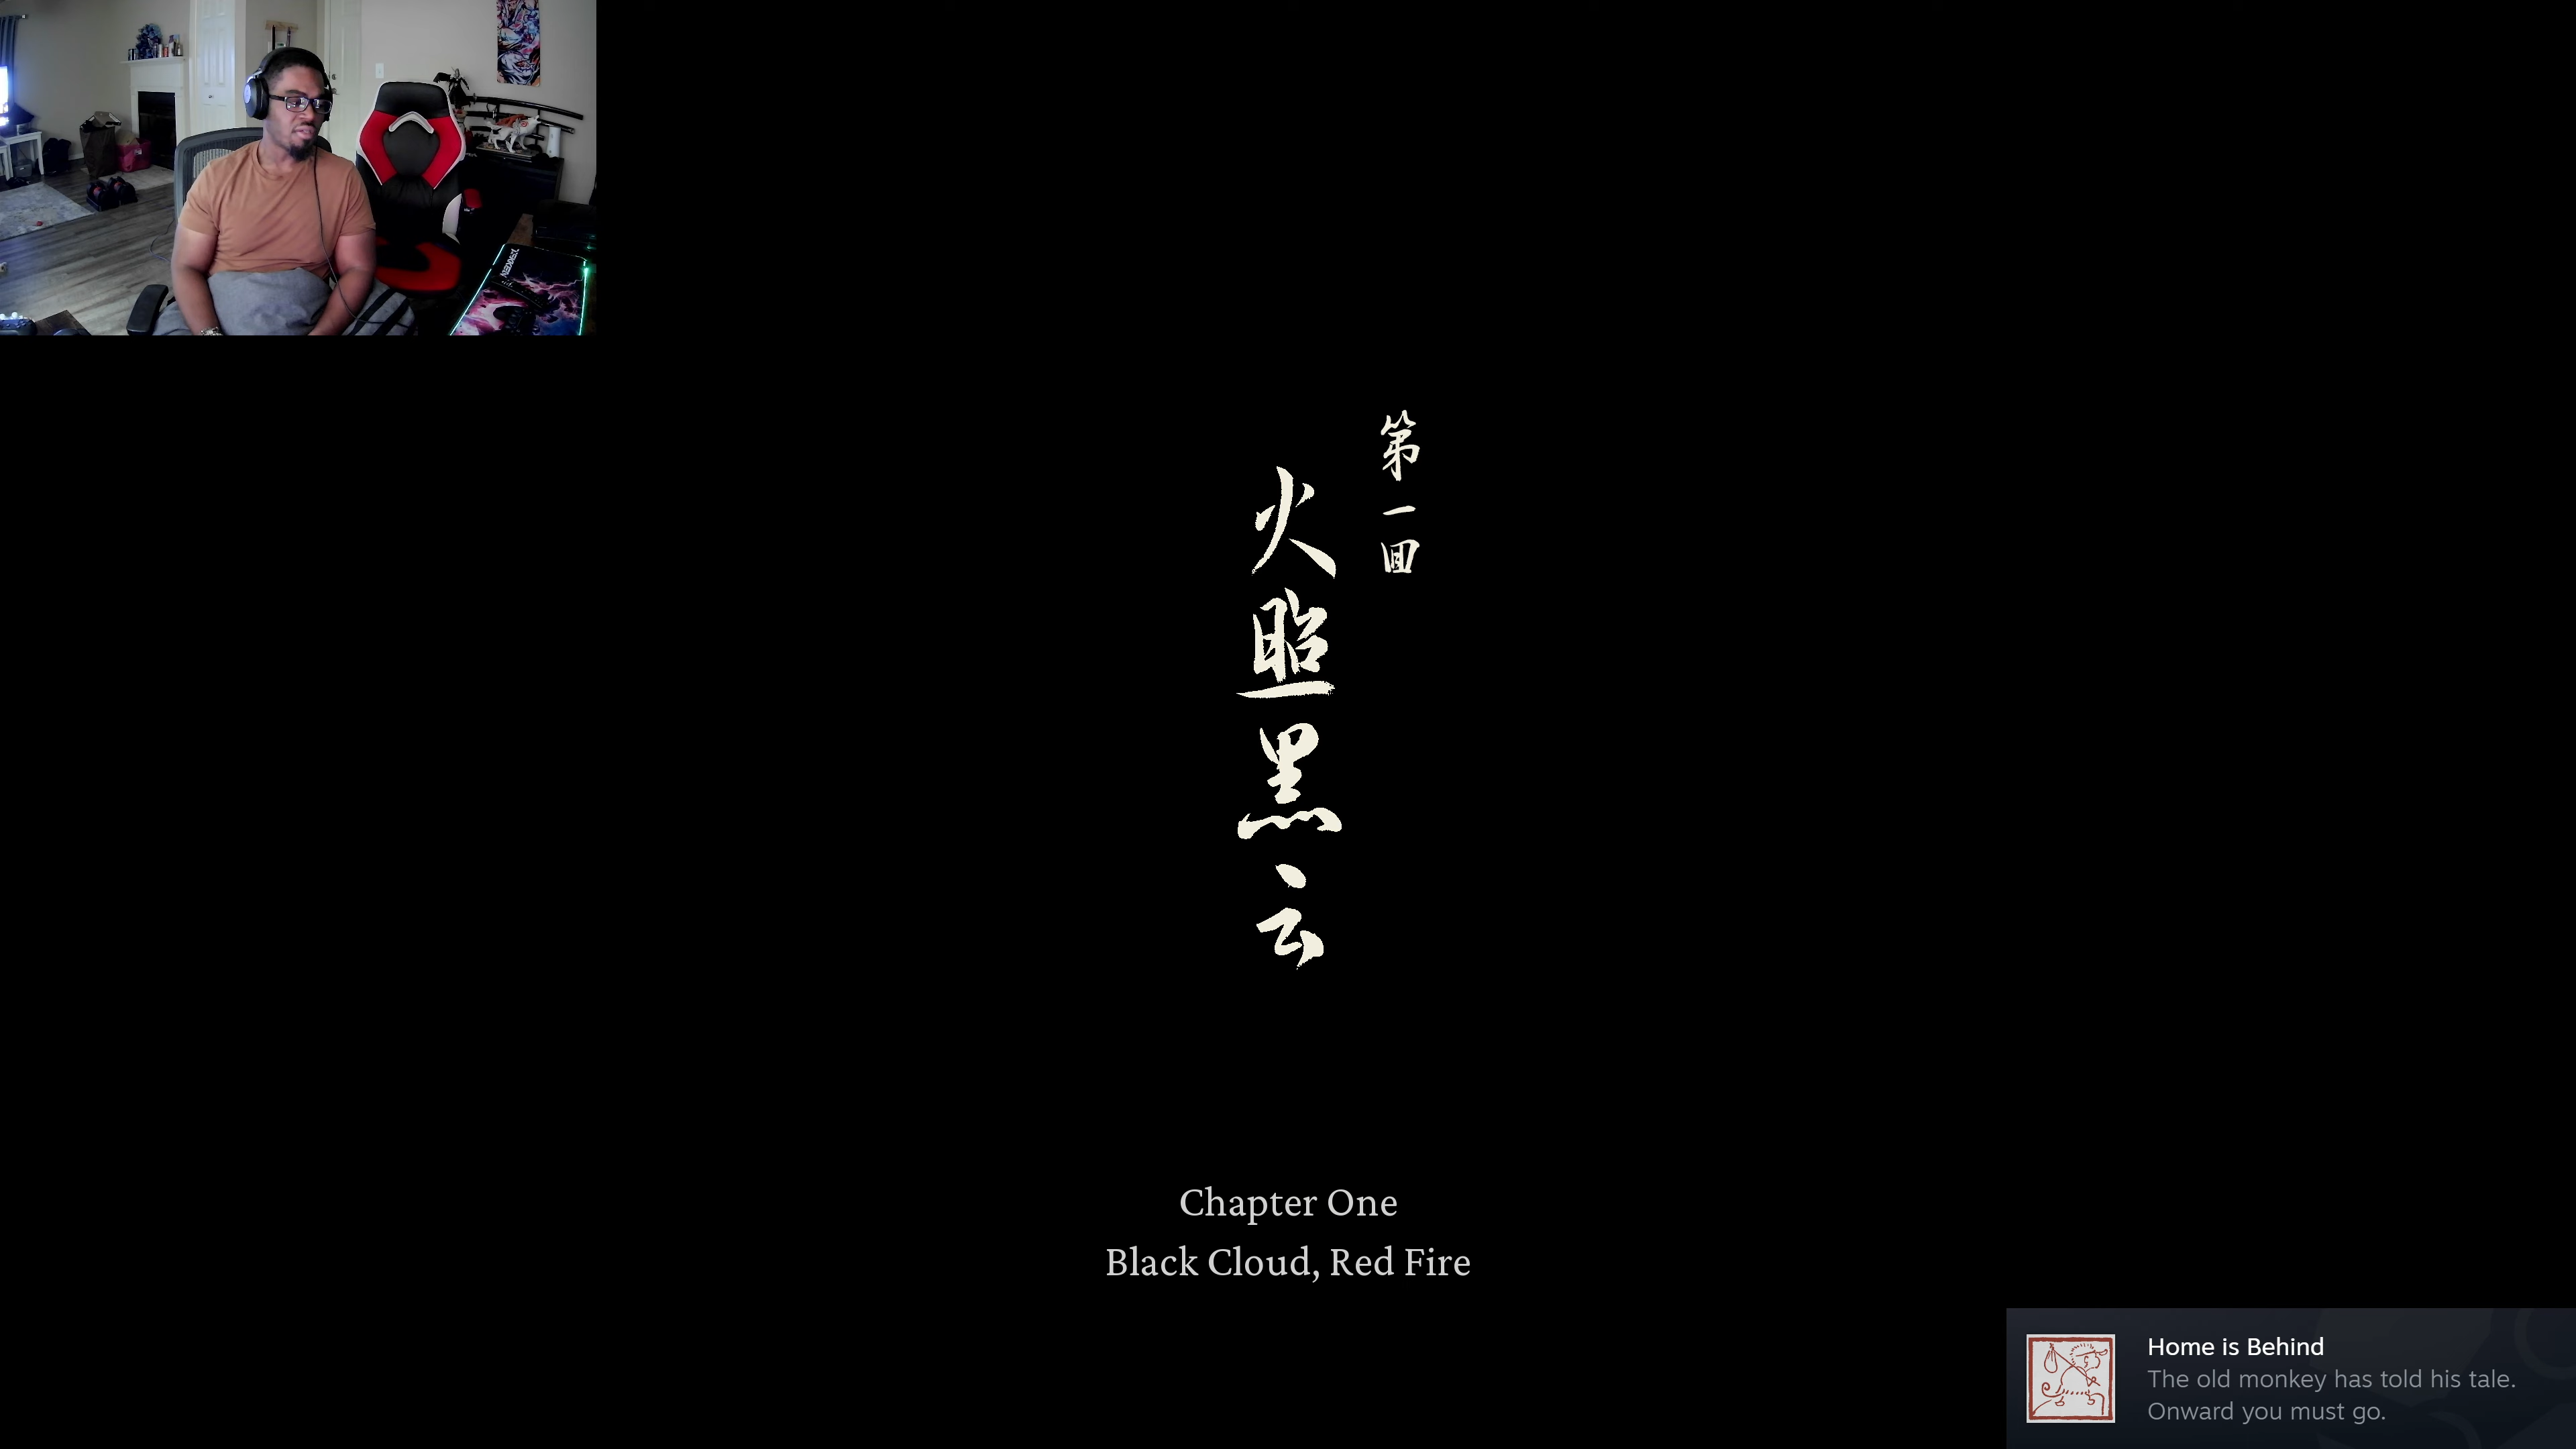 第一回
火照黑云
Chapter One
Black Cloud, Red Fire
Home is Behind
The old monkey has told his tale.
Onward you must go.